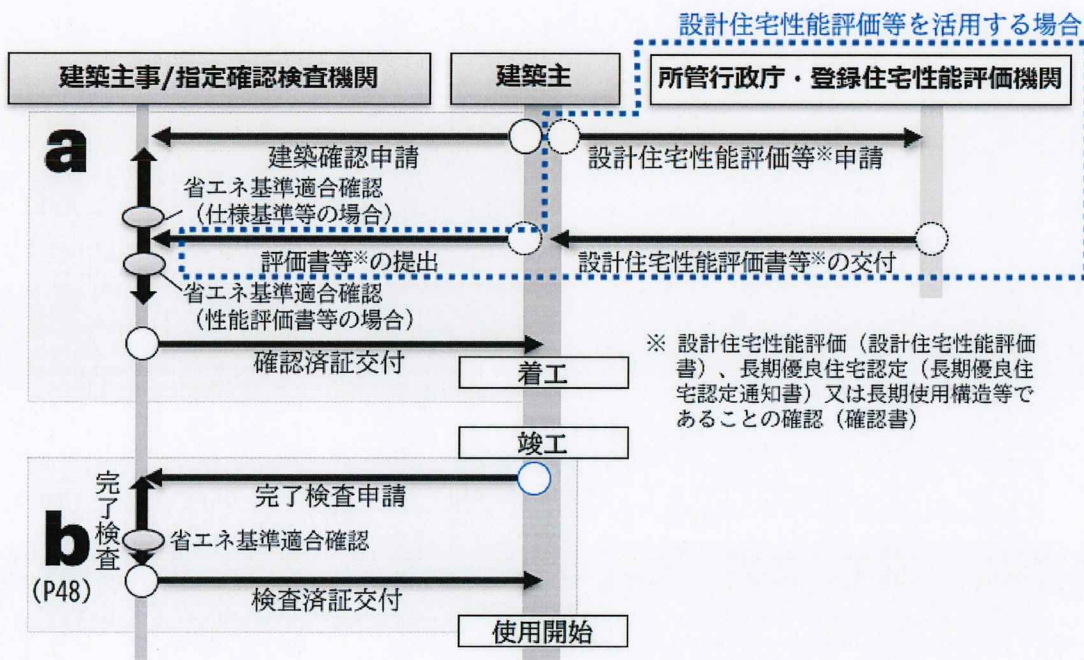 設計住宅性能評価等を活用する場合
建築主事/指定確認検査機関
建築主
所管行政庁・登録住宅性能評価機関
a
建築確認申請
設計住宅性能評価等※申請
省エネ基準適合確認
(仕様基準等の場合)
評価書等※の提出
設計住宅性能評価書等※の交付
省エネ基準適合確認
(性能評価書等の場合)
確認済証交付
着工
※ 設計住宅性能評価(設計住宅性能評価
書)、長期優良住宅認定(長期優良住
宅認定通知書)又は長期使用構造等で
あることの確認(確認書)
竣工
b
(P48)
完了検査
完了検査申請
省エネ基準適合確認
検査済証交付
使用開始